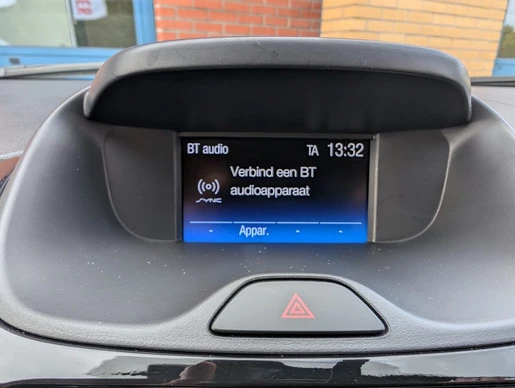 BT audio TA 13:32
Verbind een BT
audioapparaat
SYNC
- Appar. - -